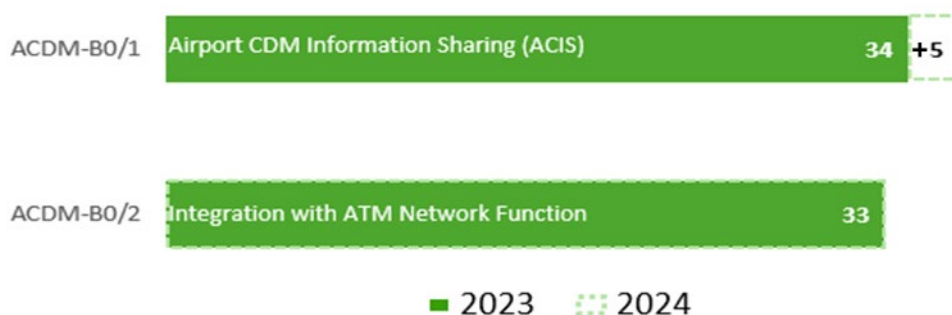 ACDM-B0/1 Airport CDM Information Sharing (ACIS) 34 +5
ACDM-B0/2 Integration with ATM Network Function 33
2023 2024